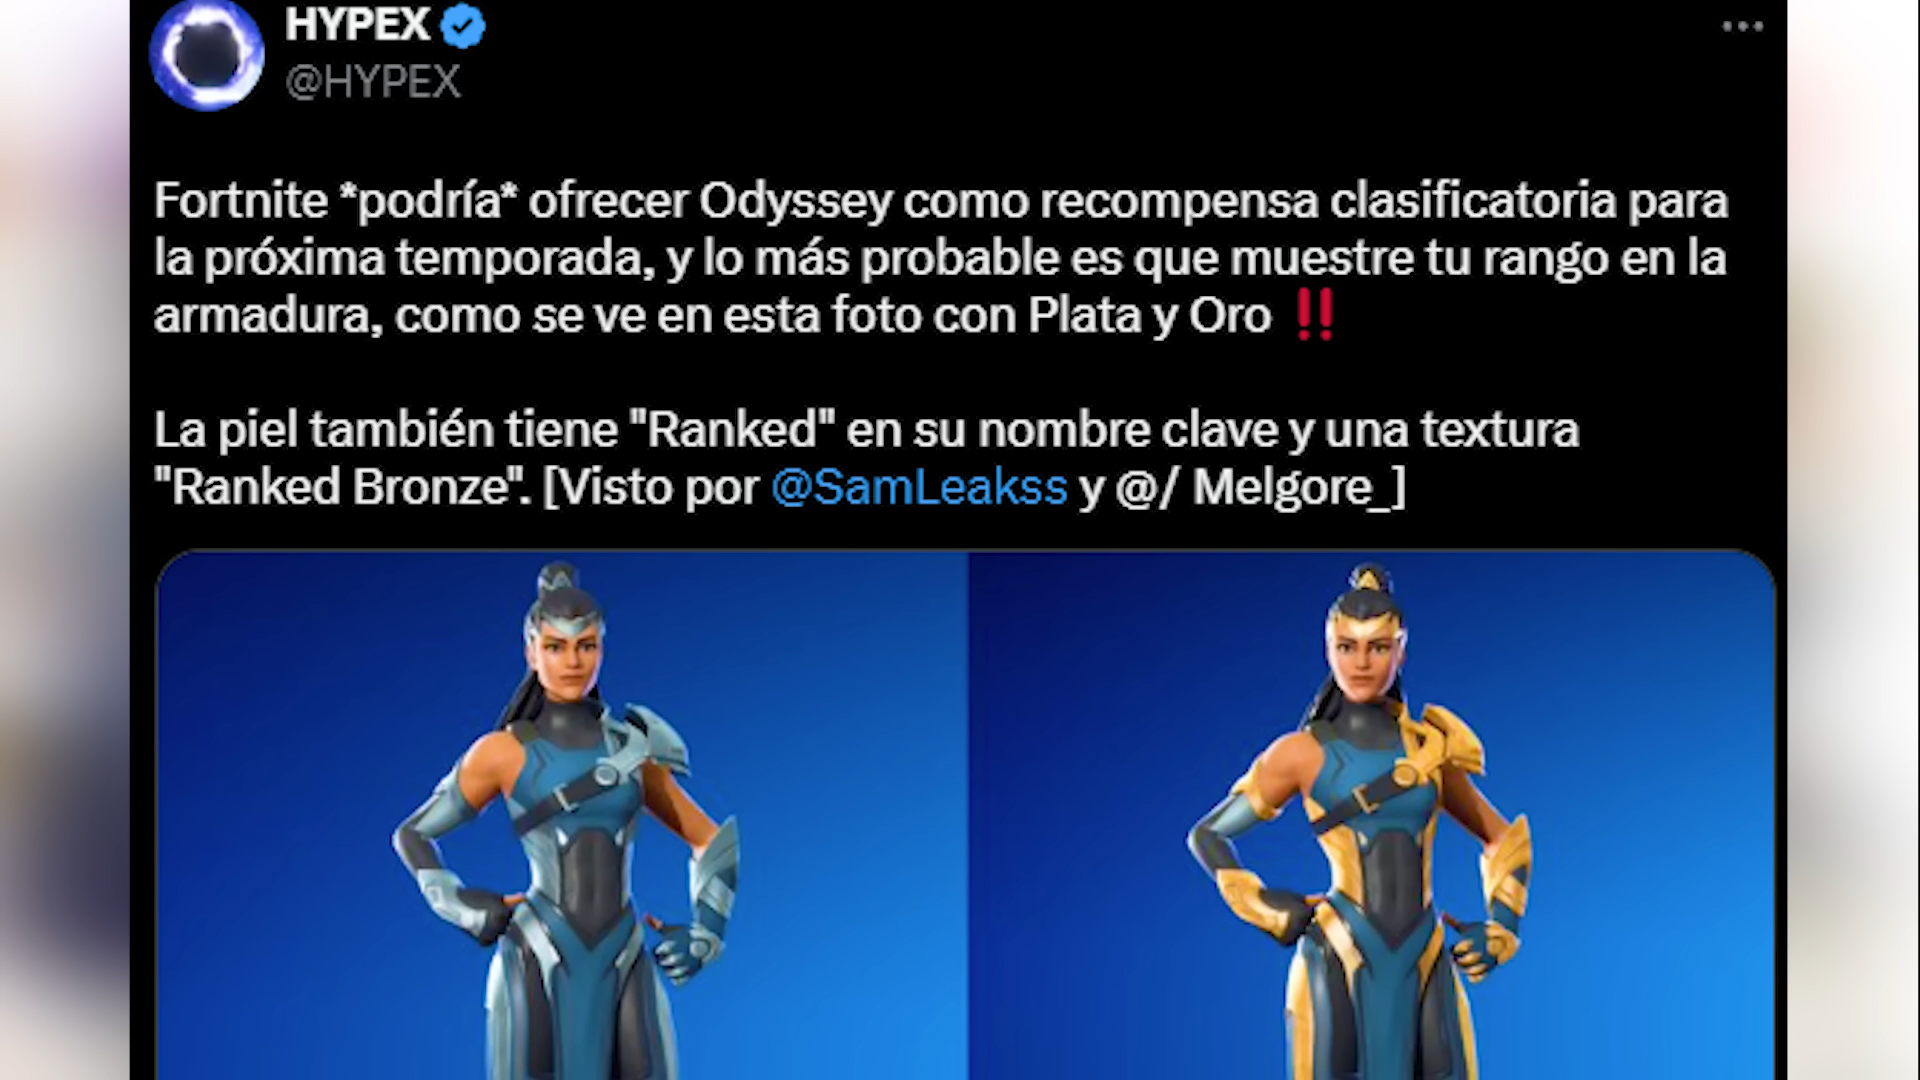 HYPEX
@HYPEX
Fortnite *podría* ofrecer Odyssey como recompensa clasificatoria para
la próxima temporada, y lo más probable es que muestre tu rango en la
armadura, como se ve en esta foto con Plata y Oro ‼️
La piel también tiene "Ranked" en su nombre clave y una textura
"Ranked Bronze". [Visto por @SamLeakss y @/ Melgore_]